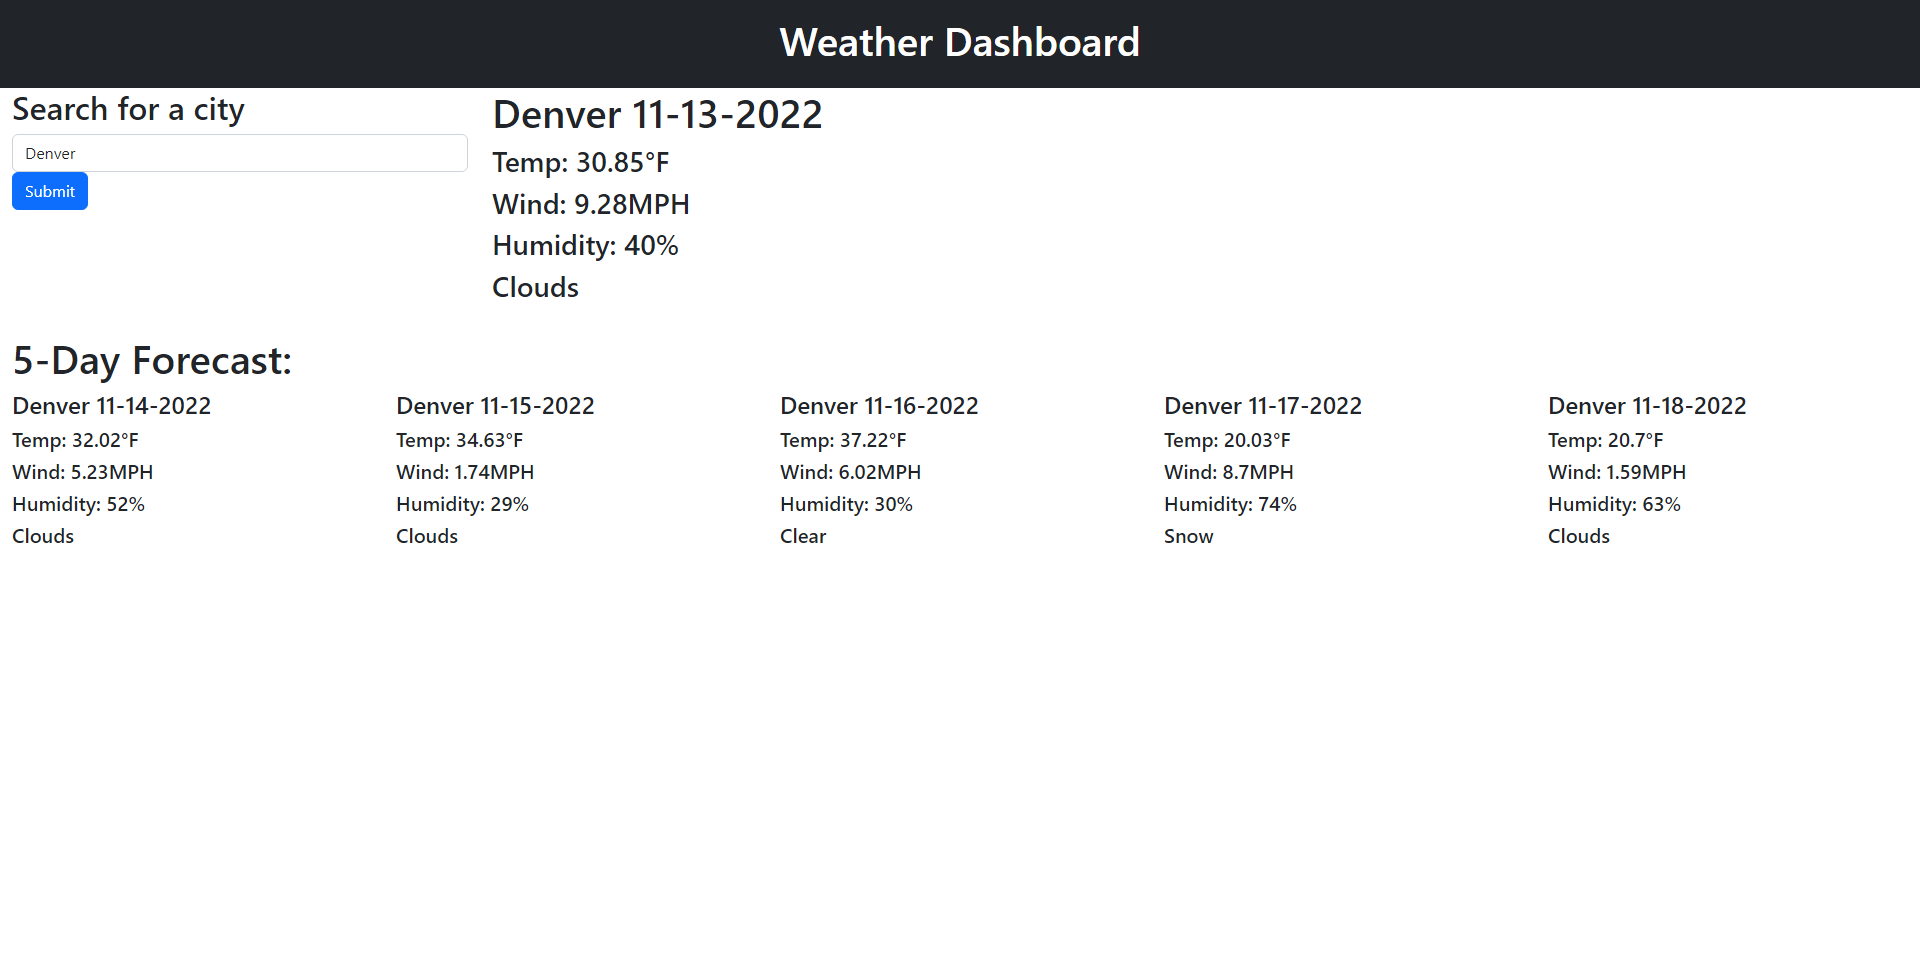 Weather Dashboard
Search for a city
Denver
Submit
Denver 11-13-2022
Temp: 30.85°F
Wind: 9.28MPH
Humidity: 40%
Clouds
5-Day Forecast:
Denver 11-14-2022
Temp: 32.02°F
Wind: 5.23MPH
Humidity: 52%
Clouds
Denver 11-15-2022
Temp: 34.63°F
Wind: 1.74MPH
Humidity: 29%
Clouds
Denver 11-16-2022
Temp: 37.22°F
Wind: 6.02MPH
Humidity: 30%
Clear
Denver 11-17-2022
Temp: 20.03°F
Wind: 8.7MPH
Humidity: 74%
Snow
Denver 11-18-2022
Temp: 20.7°F
Wind: 1.59MPH
Humidity: 63%
Clouds